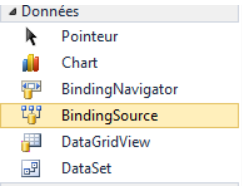 Données
Pointeur
Chart
BindingNavigator
BindingSource
DataGridView
DataSet